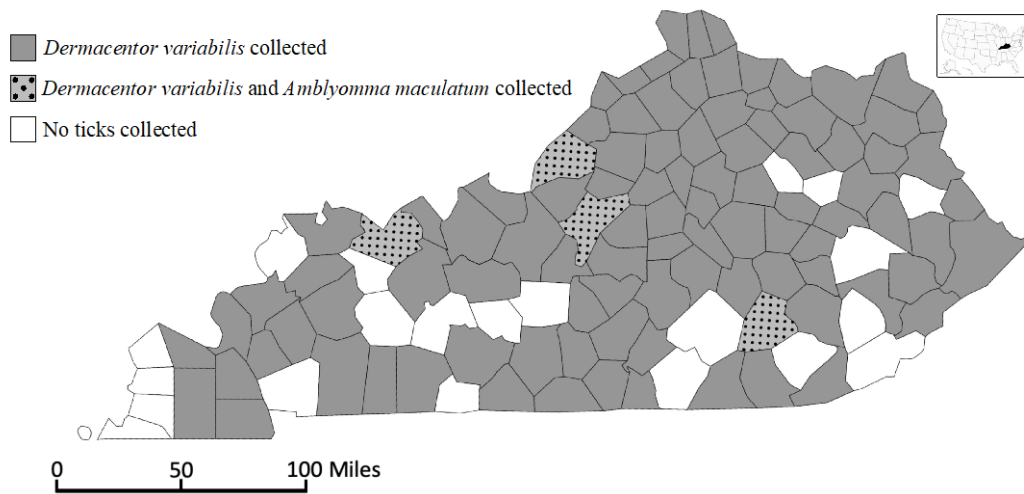 Dermacentor variabilis collected
Dermacentor variabilis and Amblyomma maculatum collected
No ticks collected
0 50 100 Miles